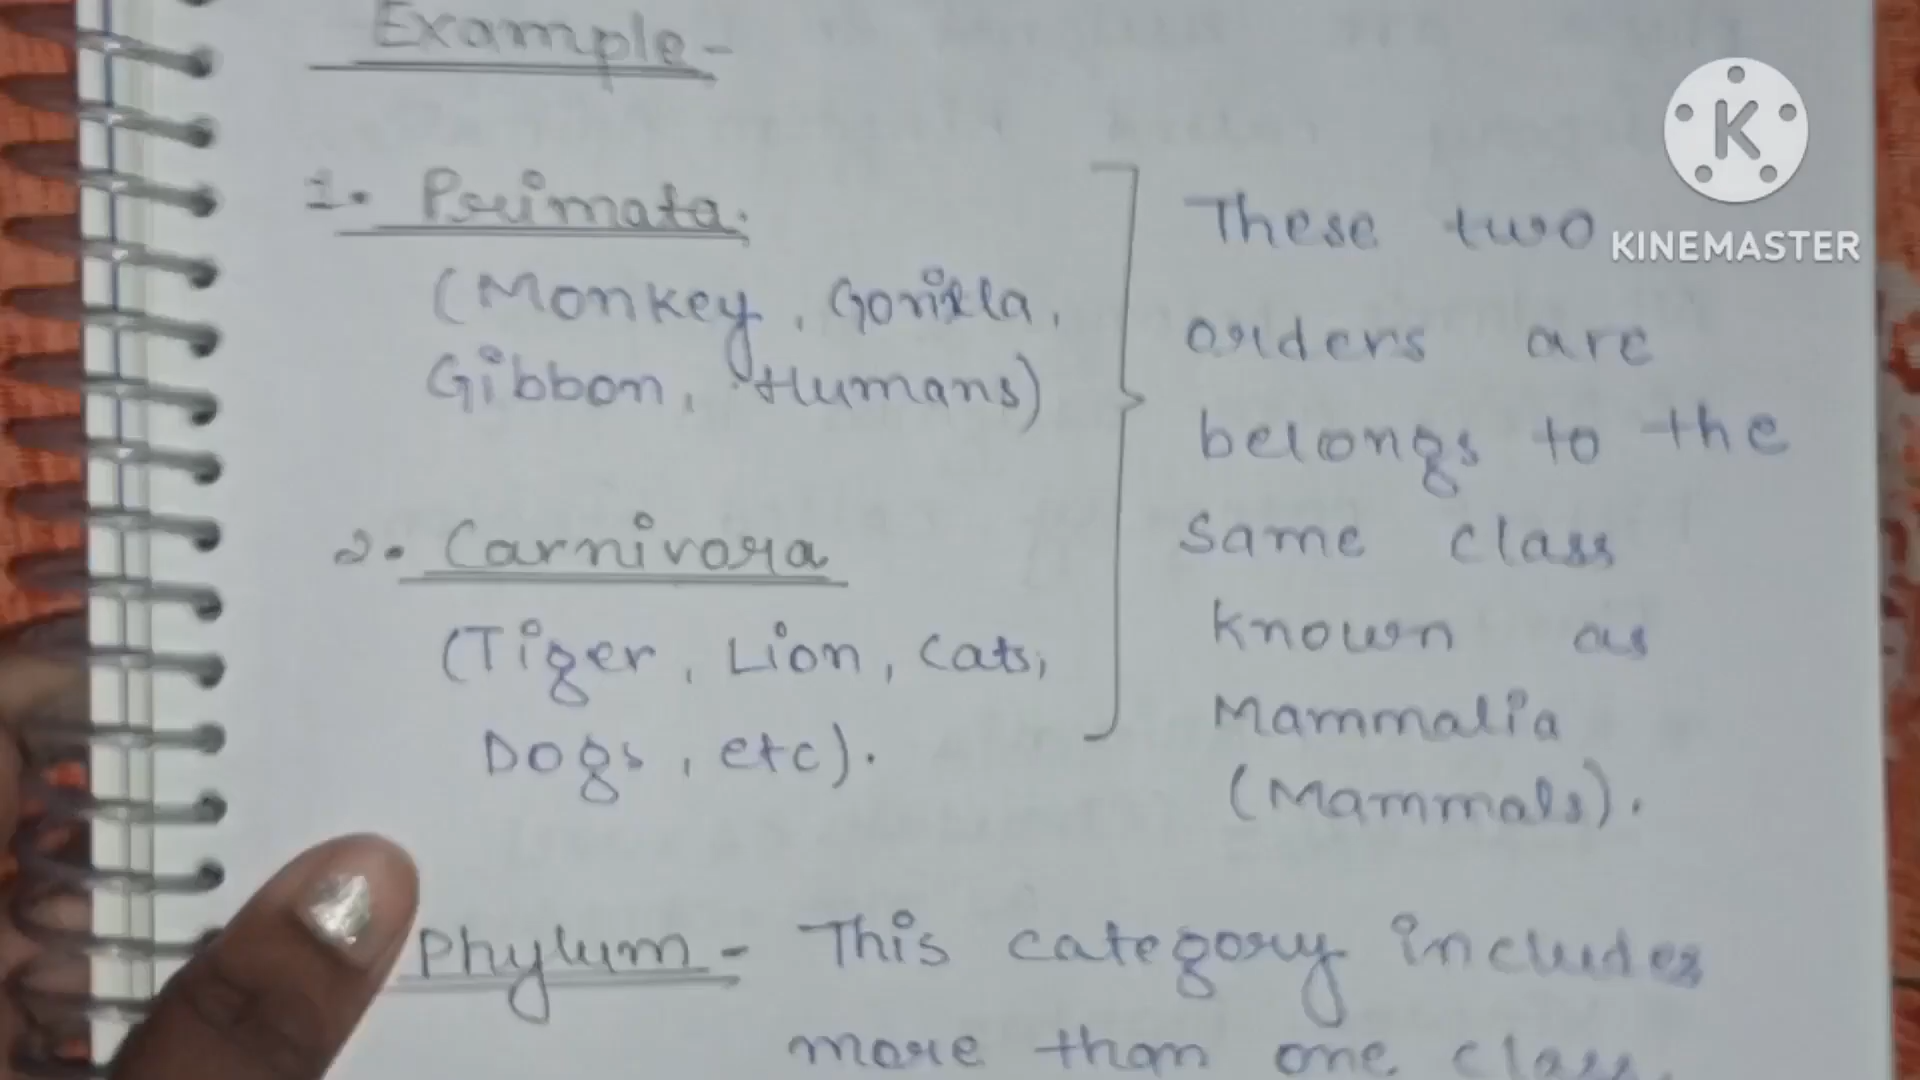 Example-
1. Primata.
(Monkey, Gorilla,
Gibbon, Humans)
2. Carnivora
(Tiger, Lion, Cats,
Dogs, etc).
These two
orders are
belongs to the
same class
known as
Mammalia
(Mammals).
Phylum - This category includes
more than one class.
K
KINEMASTER